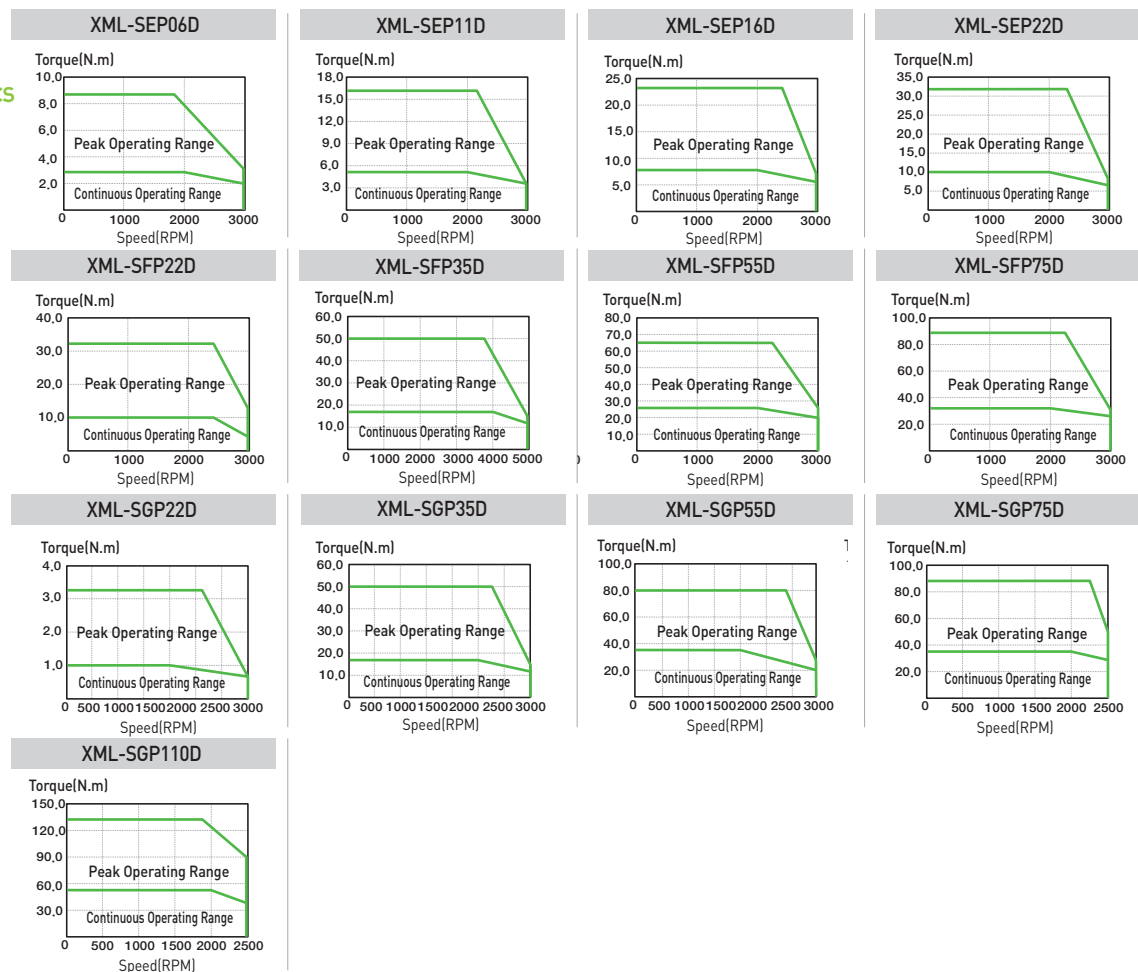 cs
XML-SEP06D
Torque(N.m)
10,0
8,0
6,0
4,0
2,0
Peak Operating Range
Continuous Operating Range
0 1000 2000 3000
Speed(RPM)
XML-SEP11D
Torque(N.m)
18,0
15,0
12,0
9,0
6,0
3,0
Peak Operating Range
Continuous Operating Range
0 1000 2000 3000
Speed(RPM)
XML-SEP16D
Torque(N.m)
25,0
20,0
15,0
10,0
5,0
Peak Operating Range
Continuous Operating Range
0 1000 2000 3000
Speed(RPM)
XML-SEP22D
Torque(N.m)
35,0
30,0
25,0
20,0
15,0
10,0
5,0
Peak Operating Range
Continuous Operating Range
0 1000 2000 3000
Speed(RPM)
XML-SFP22D
Torque(N.m)
40,0
30,0
20,0
10,0
Peak Operating Range
Continuous Operating Range
0 1000 2000 3000
Speed(RPM)
XML-SFP35D
Torque(N.m)
60,0
50,0
40,0
30,0
20,0
10,0
Peak Operating Range
Continuous Operating Range
0 1000 2000 3000 4000 5000
Speed(RPM)
XML-SFP55D
Torque(N.m)
80,0
70,0
60,0
50,0
40,0
30,0
20,0
10,0
Peak Operating Range
Continuous Operating Range
0 1000 2000 3000
Speed(RPM)
XML-SFP75D
Torque(N.m)
100,0
80,0
60,0
40,0
20,0
Peak Operating Range
Continuous Operating Range
0 1000 2000 3000
Speed(RPM)
XML-SGP22D
Torque(N.m)
4,0
3,0
2,0
1,0
Peak Operating Range
Continuous Operating Range
0 500 1000 1500 2000 2500 3000
Speed(RPM)
XML-SGP35D
Torque(N.m)
60,0
50,0
40,0
30,0
20,0
10,0
Peak Operating Range
Continuous Operating Range
0 500 1000 1500 2000 2500 3000
Speed(RPM)
XML-SGP55D
Torque(N.m)
100,0
80,0
60,0
40,0
20,0
Peak Operating Range
Continuous Operating Range
0 500 1000 1500 2000 2500 3000
Speed(RPM)
XML-SGP75D
Torque(N.m)
100,0
80,0
60,0
40,0
20,0
Peak Operating Range
Continuous Operating Range
0 500 1000 1500 2000 2500
Speed(RPM)
XML-SGP110D
Torque(N.m)
150,0
120,0
90,0
60,0
30,0
Peak Operating Range
Continuous Operating Range
0 500 1000 1500 2000 2500
Speed(RPM)